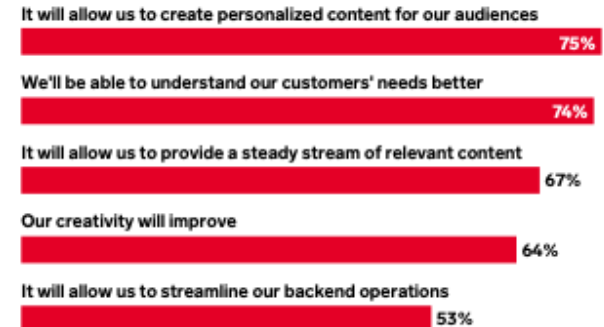 It will allow us to create personalized content for our audiences
75%
We'll be able to understand our customers' needs better
74%
It will allow us to provide a steady stream of relevant content
67%
Our creativity will improve
64%
It will allow us to streamline our backend operations
53%